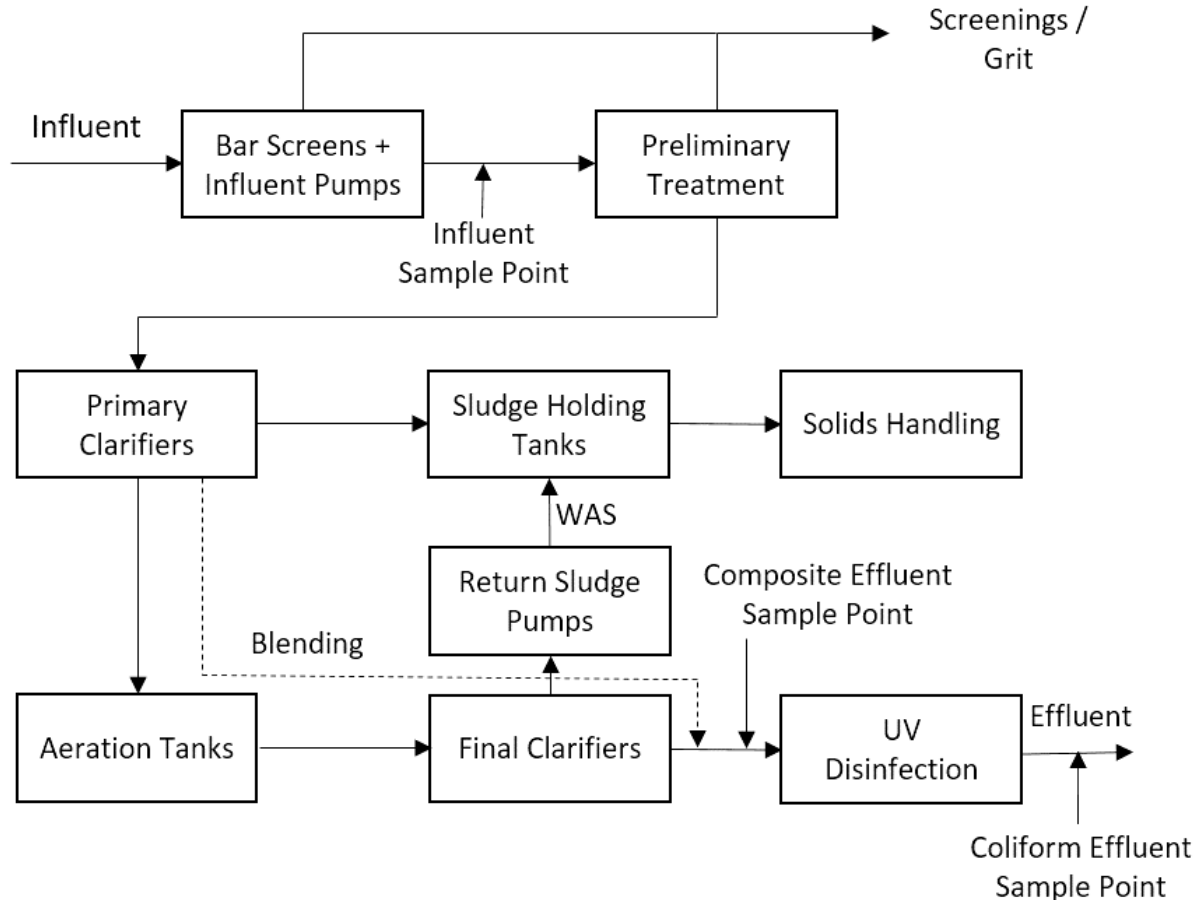 Screenings /
Grit
Influent
Bar Screens +
Influent Pumps
Preliminary
Treatment
Influent
Sample Point
Primary
Clarifiers
Sludge Holding
Tanks
Solids Handling
WAS
Return Sludge
Pumps
Composite Effluent
Sample Point
Blending
Aeration Tanks
Final Clarifiers
UV
Disinfection
Effluent
Coliform Effluent
Sample Point